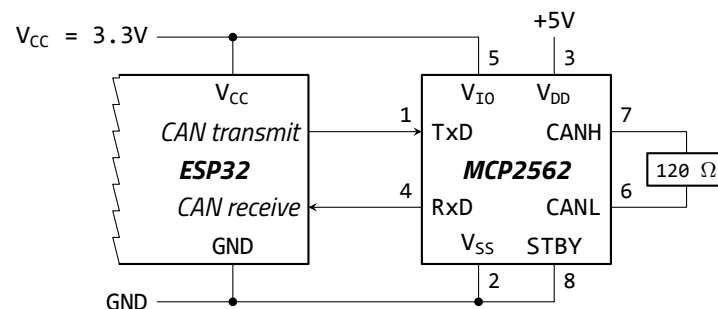 +5V
V_CC = 3.3V
5 3
V_CC V_IO V_DD
CAN transmit 1 TxD CANH 7
ESP32 MCP2562 120 Ω
CAN receive 4 RxD CANL 6
GND V_SS STBY
2 8
GND